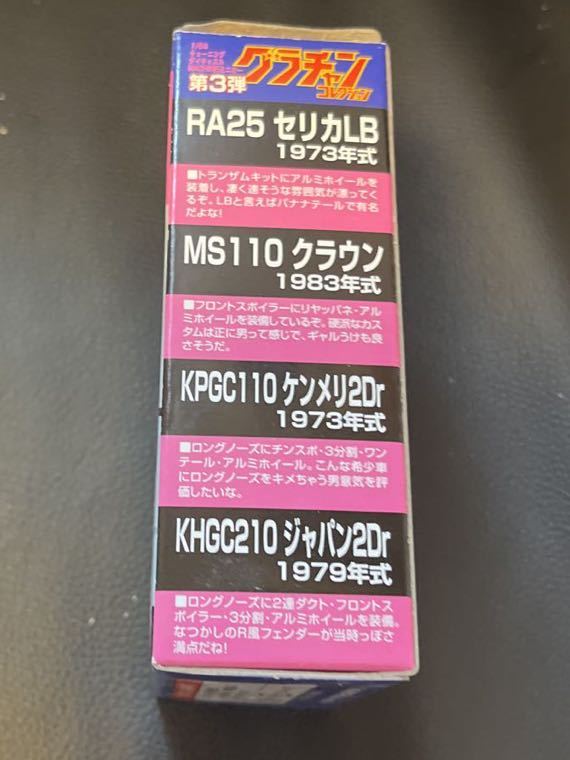 グラチャン
コレクション
第3弾
RA25 セリカLB
1973年式
■トランザムキットにアルミホイールを
装着し、凄く速そうな雰囲気が漂ってく
るぞ。LBと言えばバナナテールで有名
だよな!
MS110 クラウン
1983年式
■フロントスポイラーにリヤッパネ・アル
ミホイールを装備しているぞ。硬派なカス
タムは正に男って感じで、ギャルうけも良
さそうだ。
KPGC110 ケンメリ2Dr
1973年式
■ロングノーズにチンスポ・3分割・ワン
テール・アルミホイール。こんな希少車
にロングノーズをキメちゃう男意気を評
価したいな。
KHGC210 ジャパン2Dr
1979年式
■ロングノーズに2連ダクト・フロントス
ポイラー・3分割・アルミホイールを装備。
なつかしのR風フェンダーが当時っぽさ
満点だね!